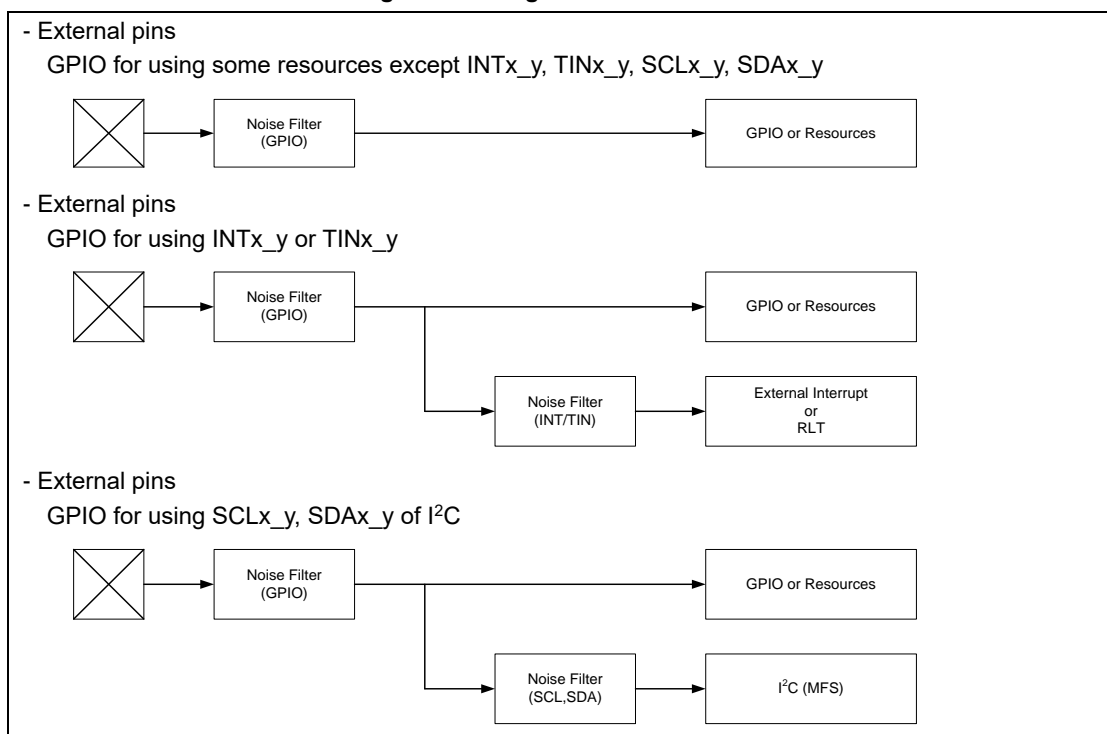 - External pins
GPIO for using some resources except INTx_y, TINx_y, SCLx_y, SDAx_y
Noise Filter
(GPIO)
GPIO or Resources
- External pins
GPIO for using INTx_y or TINx_y
Noise Filter
(GPIO)
GPIO or Resources
Noise Filter
(INT/TIN)
External Interrupt
or
RLT
- External pins
GPIO for using SCLx_y, SDAx_y of I²C
Noise Filter
(GPIO)
GPIO or Resources
Noise Filter
(SCL,SDA)
I²C (MFS)